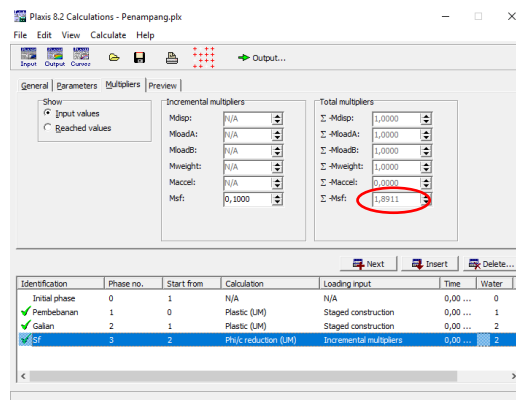 Plaxis 8.2 Calculations - Penampang.plx
File Edit View Calculate Help
Input Output Curves Output...
General Parameters Multipliers Preview
Show
Input values
Reached values
Incremental multipliers
Mdisp: N/A
MloadA: N/A
MloadB: N/A
Mweight: N/A
Maccel: N/A
Msf: 0,1000
Total multipliers
Σ -Mdisp: 1,0000
Σ -MloadA: 1,0000
Σ -MloadB: 1,0000
Σ -Mweight: 1,0000
Σ -Maccel: 0,0000
Σ -Msf: 1,8911
Next Insert Delete...
Identification Phase no. Start from Calculation Loading input Time Water
Initial phase 0 1 N/A N/A 0,00 ... 0
Pembebanan 1 0 Plastic (UM) Staged construction 0,00 ... 1
Galian 2 1 Plastic (UM) Staged construction 0,00 ... 2
Sf 3 2 Phi/c reduction (UM) Incremental multipliers 0,00 ... 2